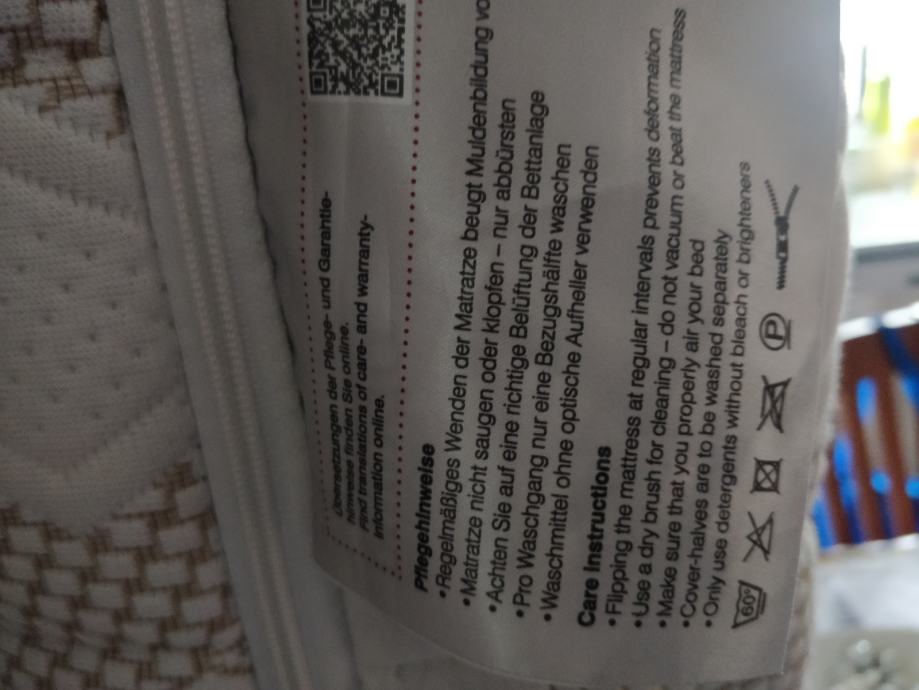 Übersetzungen der Pflege- und Garantie-
hinweise finden Sie online.
Find translations of care- and warranty-
information online.
Pflegehinweise
•Regelmäßiges Wenden der Matratze beugt Muldenbildung
•Matratze nicht saugen oder klopfen – nur abbürsten
•Achten Sie auf eine richtige Belüftung der Bettanlage
•Pro Waschgang nur eine Bezugshälfte waschen
•Waschmittel ohne optische Aufheller verwenden
Care Instructions
•Flipping the mattress at regular intervals prevents deformation
•Use a dry brush for cleaning – do not vacuum or beat the mattress
•Make sure that you properly air your bed
•Cover-halves are to be washed separately
•Only use detergents without bleach or brighteners
60° P